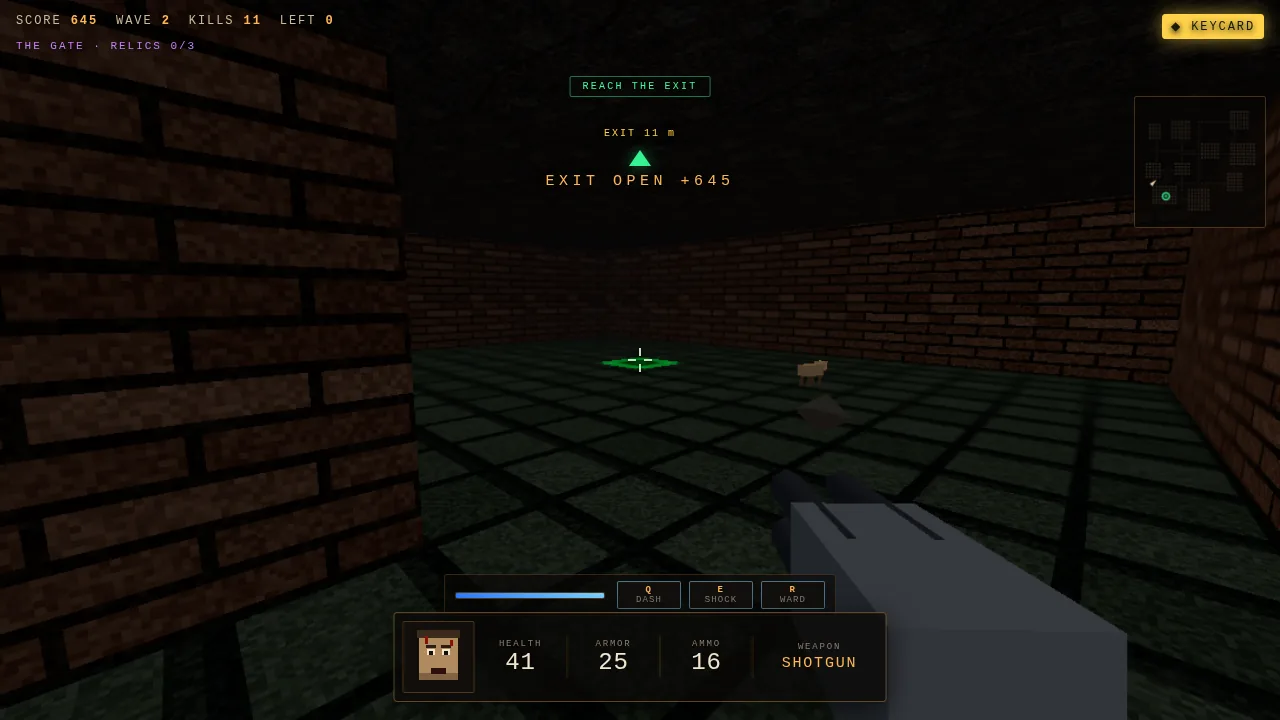 SCORE 645 WAVE 2 KILLS 11 LEFT 0
THE GATE · RELICS 0/3
◆ KEYCARD
REACH THE EXIT
EXIT 11 m
EXIT OPEN +645
Q
DASH
E
SHOCK
R
WARD
HEALTH
41
ARMOR
25
AMMO
16
WEAPON
SHOTGUN